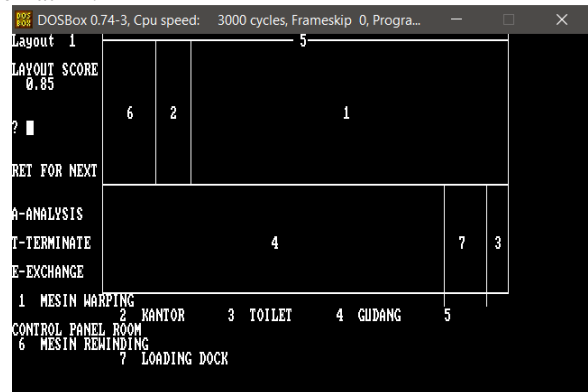 DOSBox 0.74-3, Cpu speed: 3000 cycles, Frameskip 0, Progra...
Layout 1
5
LAYOUT SCORE
0.85
6 2 1
?
RET FOR NEXT
A-ANALYSIS
T-TERMINATE
4 7 3
E-EXCHANGE
1 MESIN WARPING
2 KANTOR 3 TOILET 4 GUDANG 5
CONTROL PANEL ROOM
6 MESIN REWINDING
7 LOADING DOCK